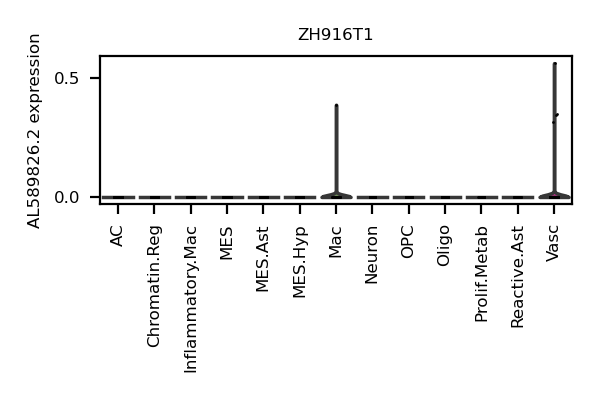 ZH916T1
AL589826.2 expression
0.5
0.0
AC
Chromatin.Reg
Inflammatory.Mac
MES
MES.Ast
MES.Hyp
Mac
Neuron
OPC
Oligo
Prolif.Metab
Reactive.Ast
Vasc